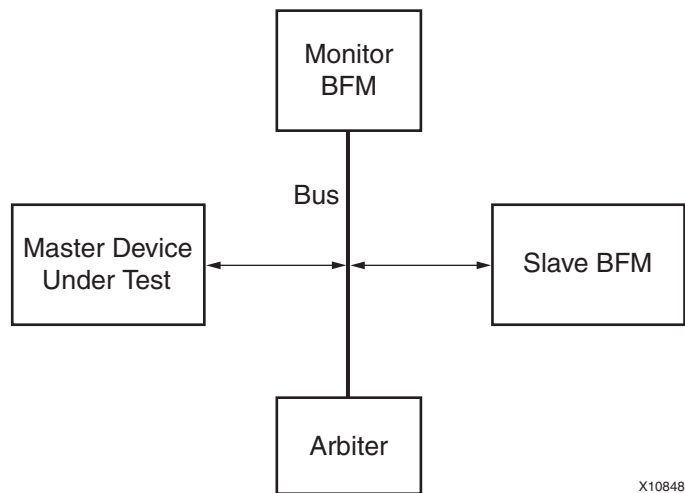 Monitor
BFM
Bus
Master Device
Under Test
Slave BFM
Arbiter
X10848